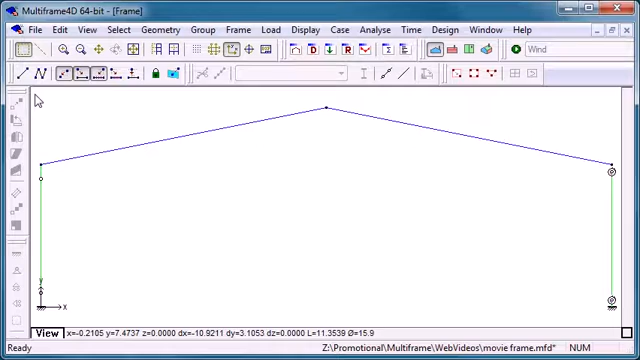 Multiframe4D 64-bit - [Frame]
File Edit View Select Geometry Group Frame Load Display Case Analyse Time Design Window
Wind
y
x
View x=-0.2105 y=7.4737 z=0.0000 dx=-10.9211 dy=3.1053 dz=0.0000 L=11.3539 Ø=15.9
Ready Z:\Promotional\Multiframe\WebVideos\movie frame.mfd* NUM